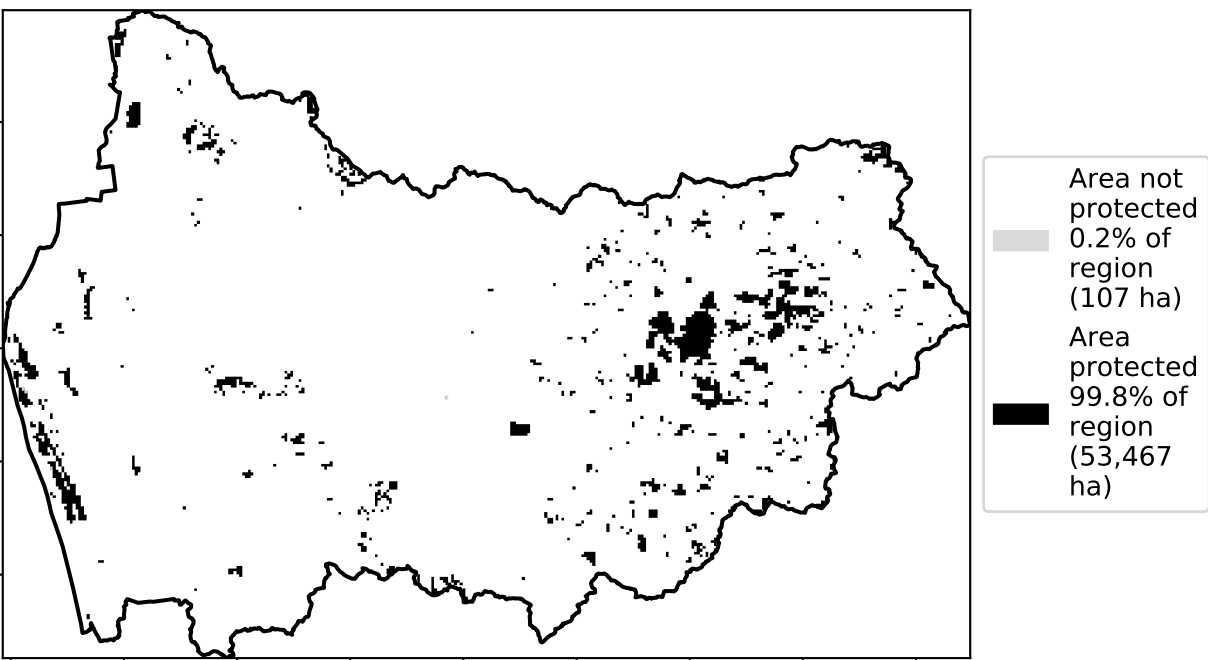 Area not
protected
0.2% of
region
(107 ha)
Area
protected
99.8% of
region
(53,467
ha)